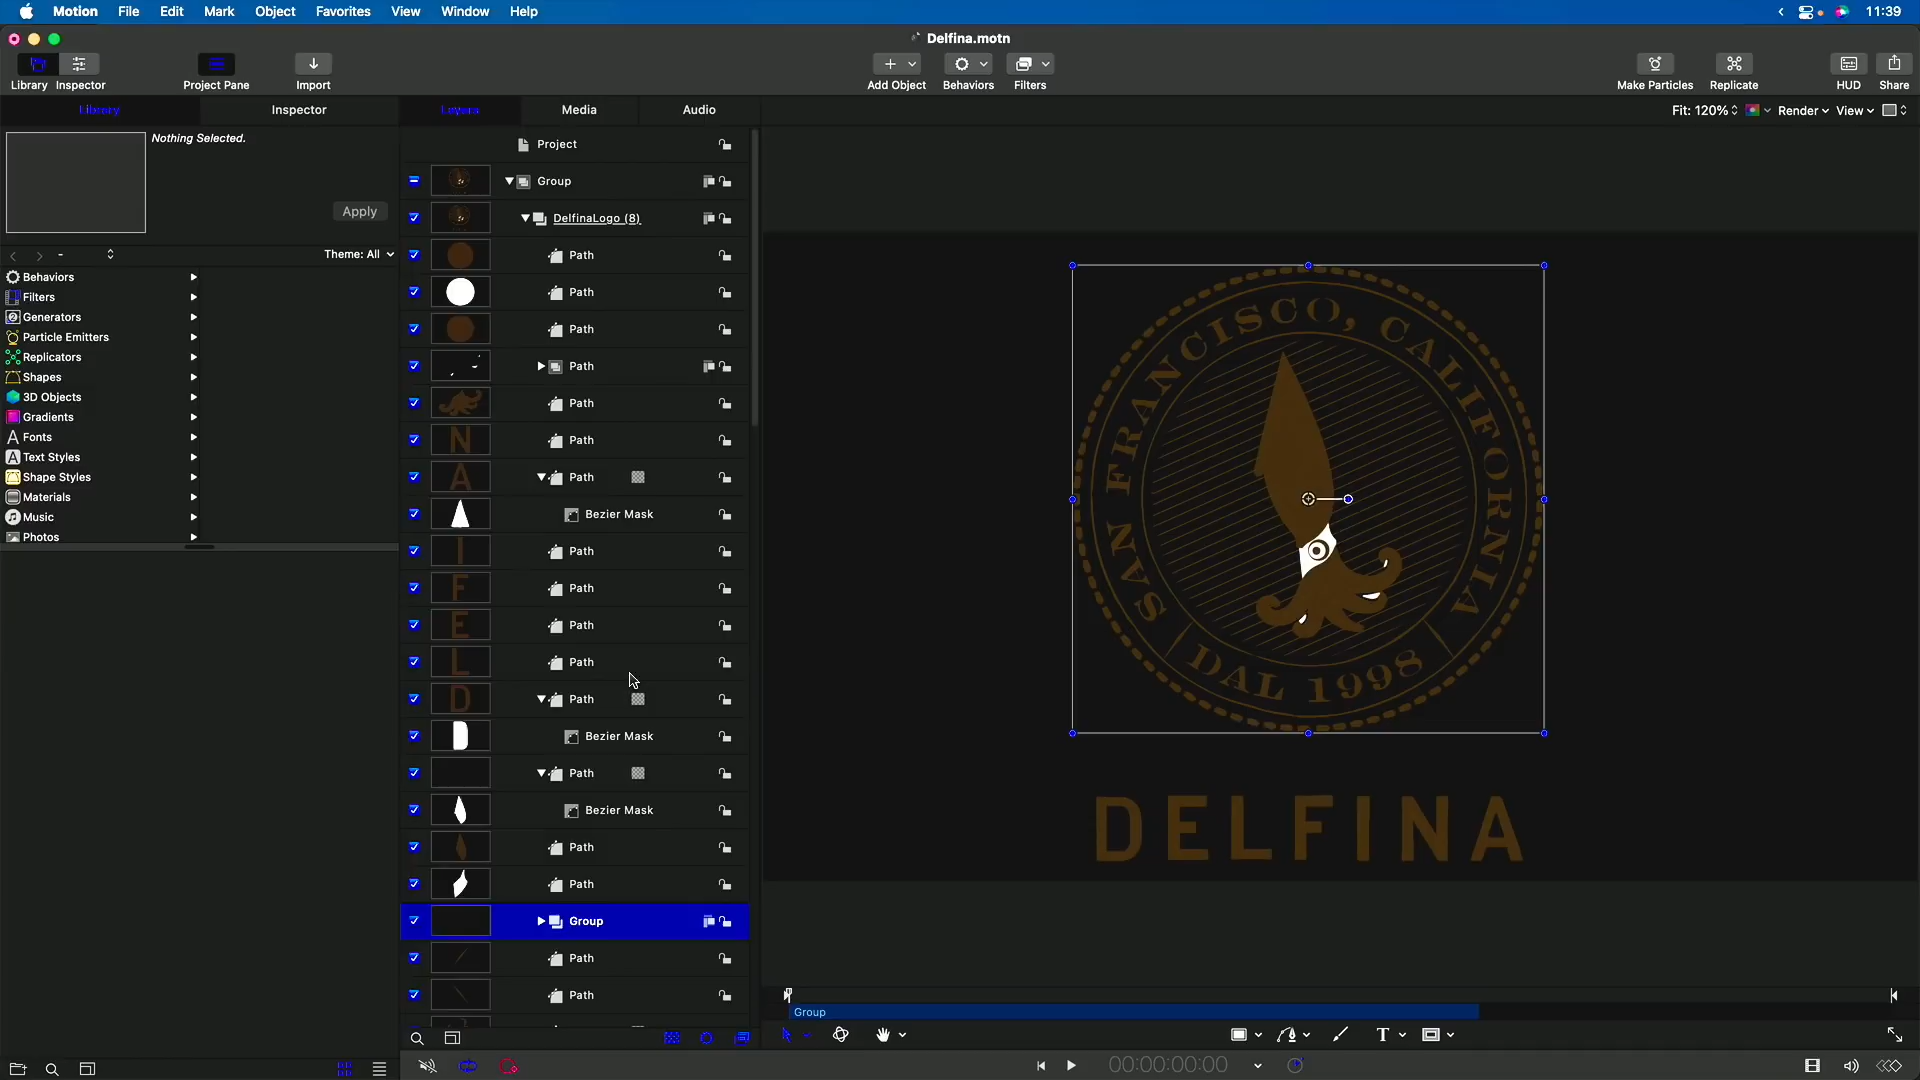 Motion File Edit Mark Object Favorites View Window Help 11:39
Delfina.motn
Library Inspector Project Pane Import Add Object Behaviors Filters Make Particles Replicate HUD Share
Library Inspector Layers Media Audio Fit: 120% Render View
Nothing Selected.
Apply
Theme: All
Behaviors
Filters
Generators
Particle Emitters
Replicators
Shapes
3D Objects
Gradients
Fonts
Text Styles
Shape Styles
Materials
Music
Photos
Project
Group
DelfinaLogo (8)
Path
Path
Path
Path
Path
N Path
A Path
Bezier Mask
I Path
F Path
E Path
L Path
D Path
Bezier Mask
Path
Bezier Mask
Path
Path
Group
Path
Path
SAN FRANCISCO, CALIFORNIA
DAL 1998
DELFINA
Group
T
00:00:00:00